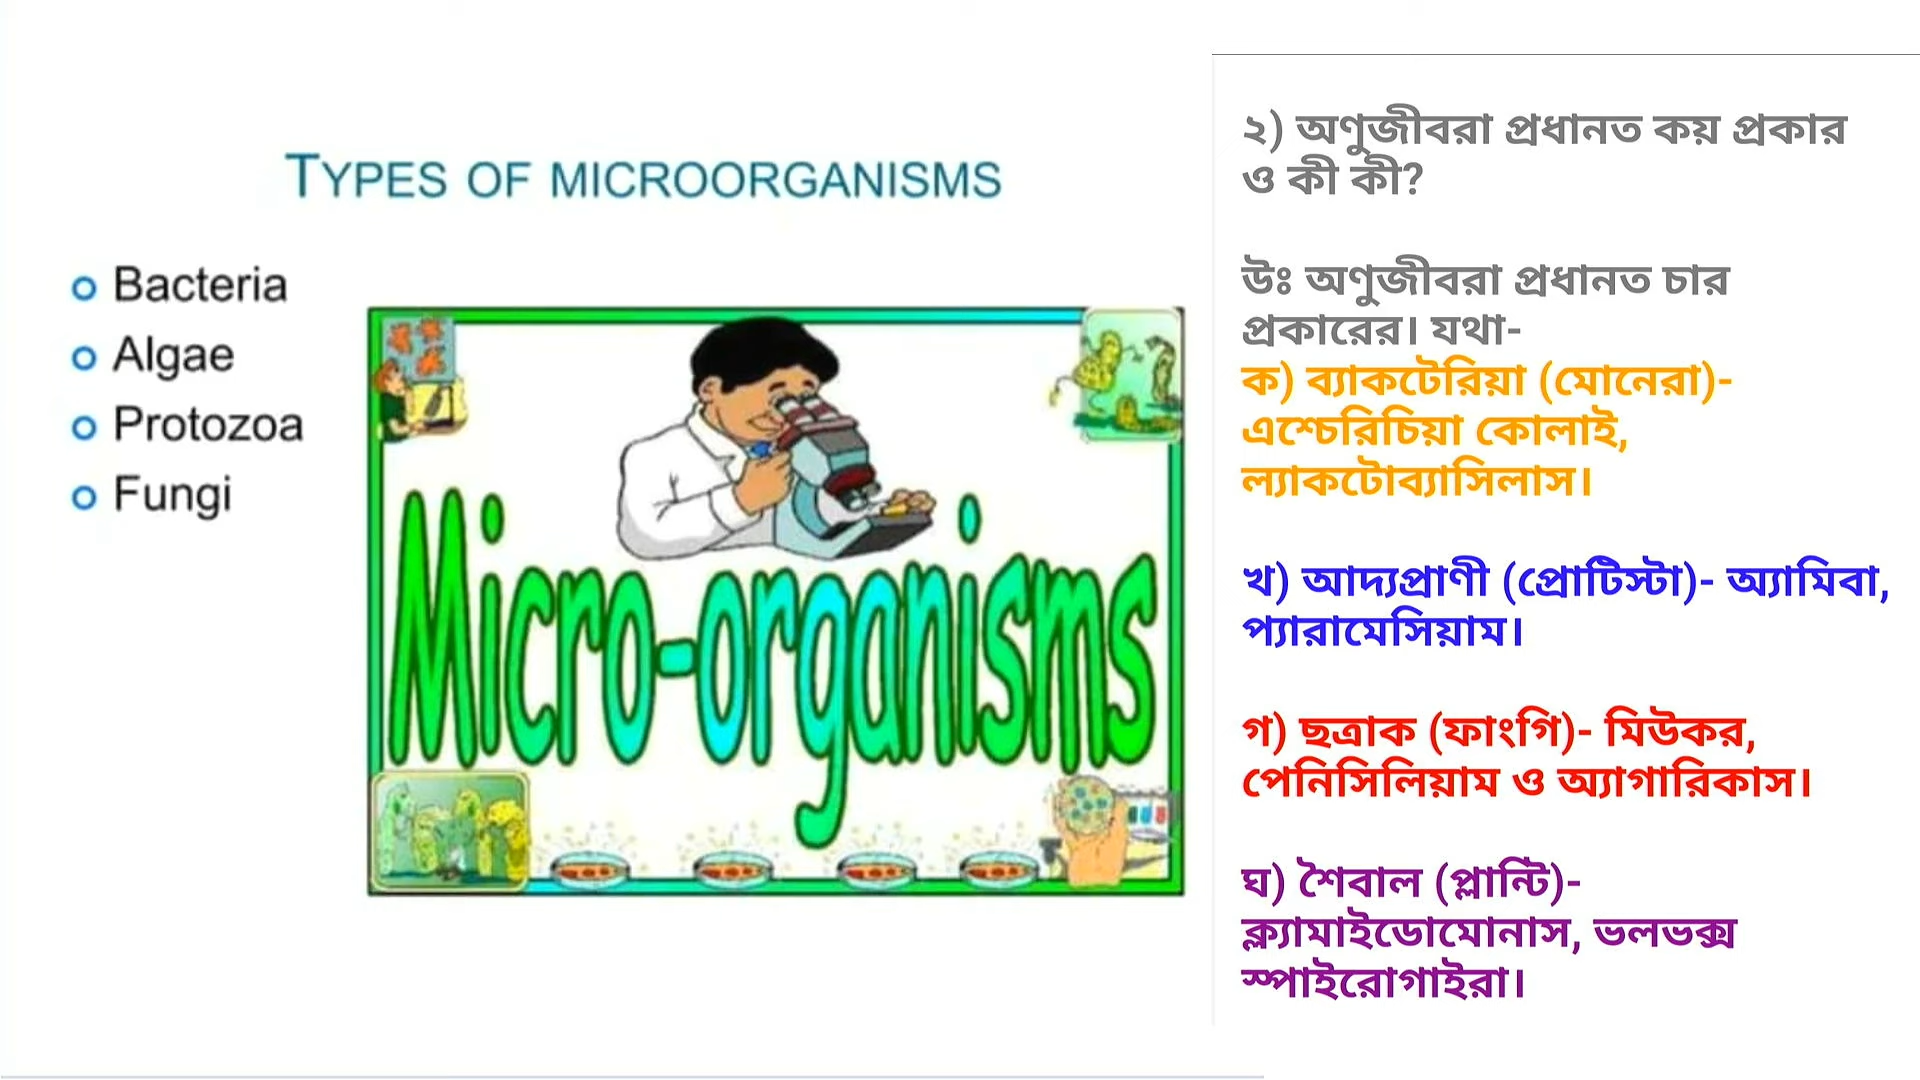 TYPES OF MICROORGANISMS
Bacteria
Algae
Protozoa
Fungi
Micro-organisms
২) অণুজীবরা প্রধানত কয় প্রকার
ও কী কী?
উঃ অণুজীবরা প্রধানত চার
প্রকারের। যথা-
ক) ব্যাকটেরিয়া (মোনেরা)-
এশ্চেরিচিয়া কোলাই,
ল্যাকটোব্যাসিলাস।
খ) আদ্যপ্রাণী (প্রোটিস্টা)- অ্যামিবা,
প্যারামেসিয়াম।
গ) ছত্রাক (ফাংগি)- মিউকর,
পেনিসিলিয়াম ও অ্যাগারিকাস।
ঘ) শৈবাল (প্লান্টি)-
ক্ল্যামাইডোমোনাস, ভলভক্স
স্পাইরোগাইরা।